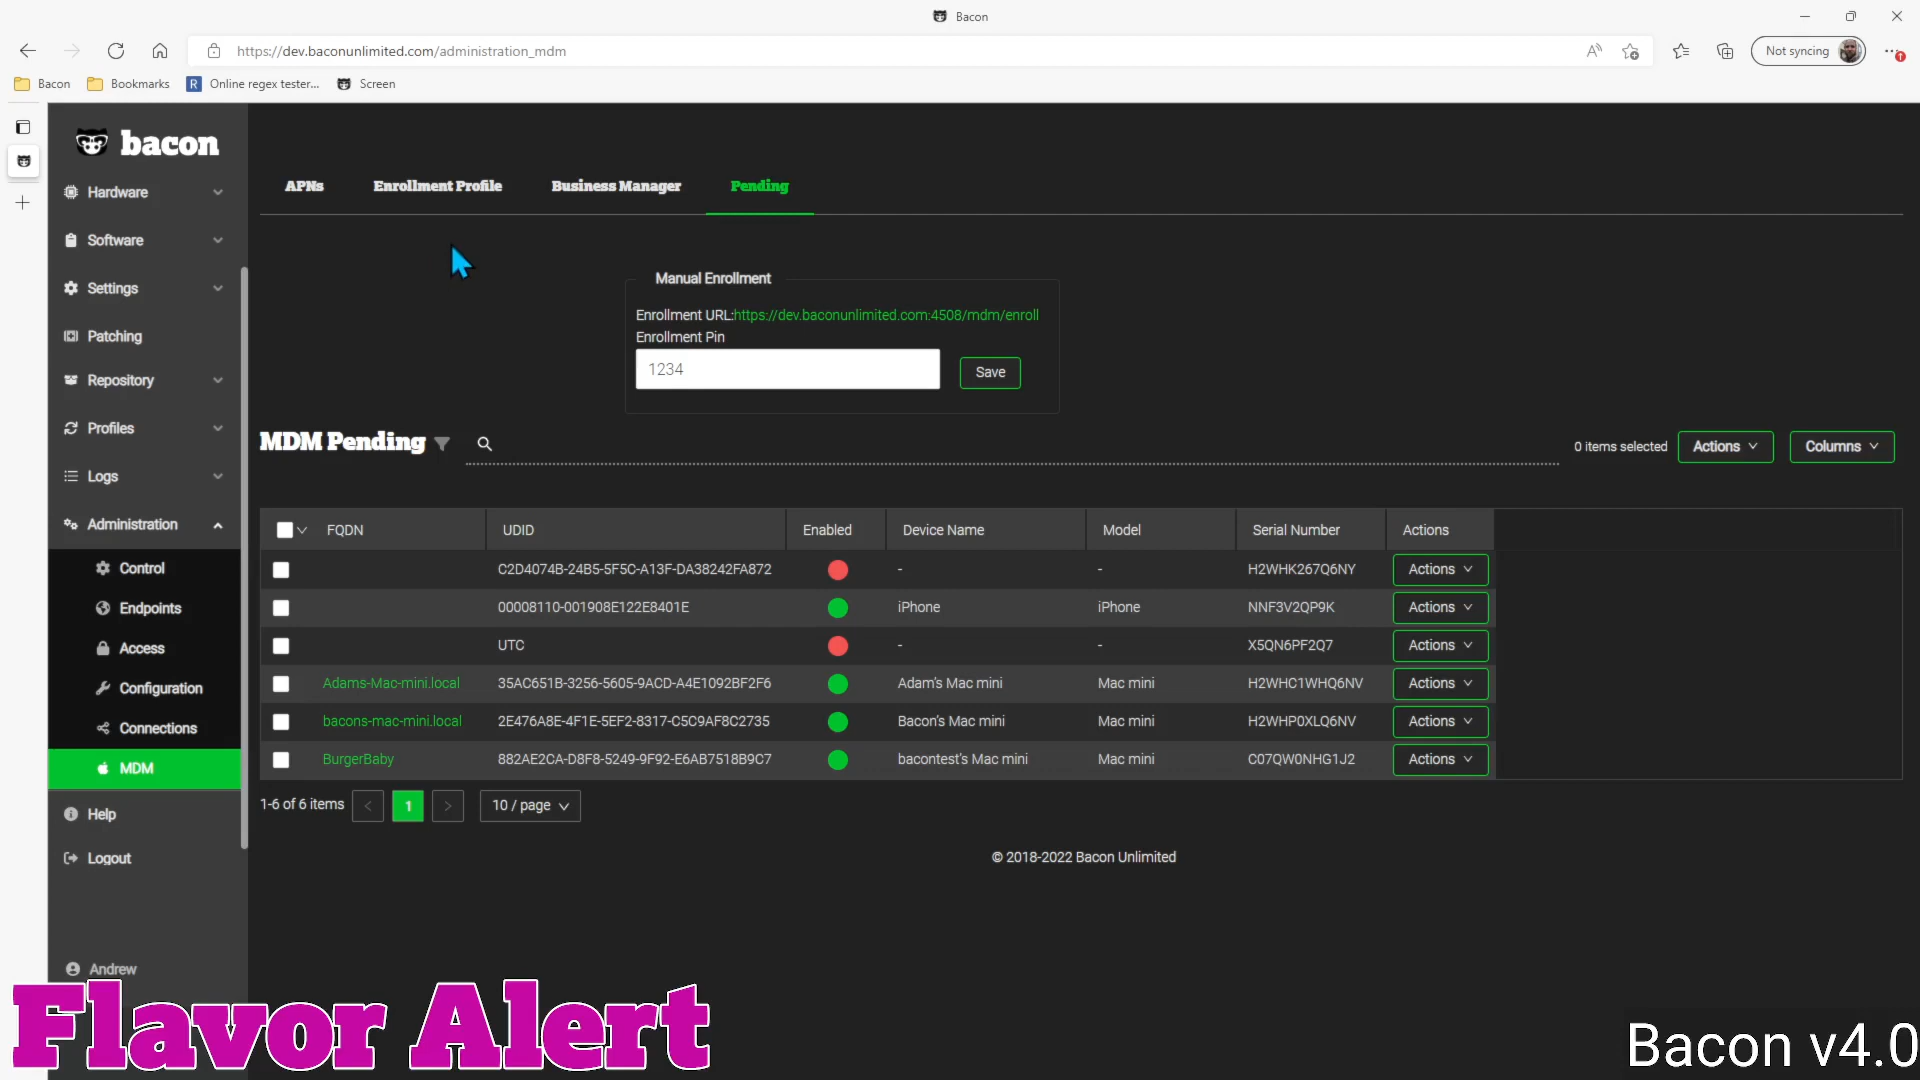 Bacon
https://dev.baconunlimited.com/administration_mdm
Not syncing
Bacon
Bookmarks
R
Online regex tester...
Screen
bacon
Hardware
Software
Settings
Patching
Repository
Profiles
Logs
Administration
Control
Endpoints
Access
Configuration
Connections
MDM
Help
Logout
Andrew
APNs Enrollment Profile Business Manager Pending
Manual Enrollment
Enrollment URL:https://dev.baconunlimited.com:4508/mdm/enroll
Enrollment Pin
1234
Save
MDM Pending
0 items selected
Actions
Columns
FQDN UDID Enabled Device Name Model Serial Number Actions
C2D4074B-24B5-5F5C-A13F-DA38242FA872 - - H2WHK267Q6NY Actions
00008110-001908E122E8401E iPhone iPhone NNF3V2QP9K Actions
UTC - - X5QN6PF2Q7 Actions
Adams-Mac-mini.local 35AC651B-3256-5605-9ACD-A4E1092BF2F6 Adam's Mac mini Mac mini H2WHC1WHQ6NV Actions
bacons-mac-mini.local 2E476A8E-4F1E-5EF2-8317-C5C9AF8C2735 Bacon's Mac mini Mac mini H2WHP0XLQ6NV Actions
BurgerBaby 882AE2CA-D8F8-5249-9F92-E6AB7518B9C7 bacontest's Mac mini Mac mini C07QW0NHG1J2 Actions
1-6 of 6 items < 1 > 10 / page
© 2018-2022 Bacon Unlimited
Flavor Alert
Bacon v4.0